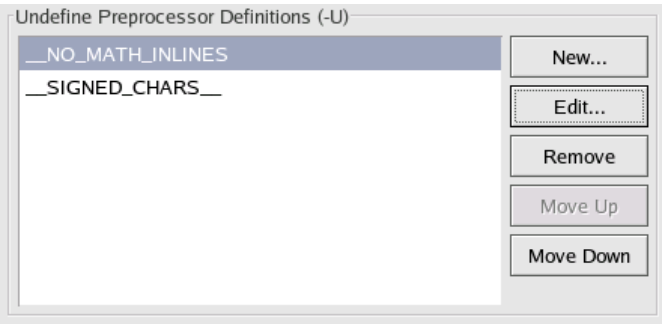 Undefine Preprocessor Definitions (-U)
__NO_MATH_INLINES
__SIGNED_CHARS__
New...
Edit...
Remove
Move Up
Move Down